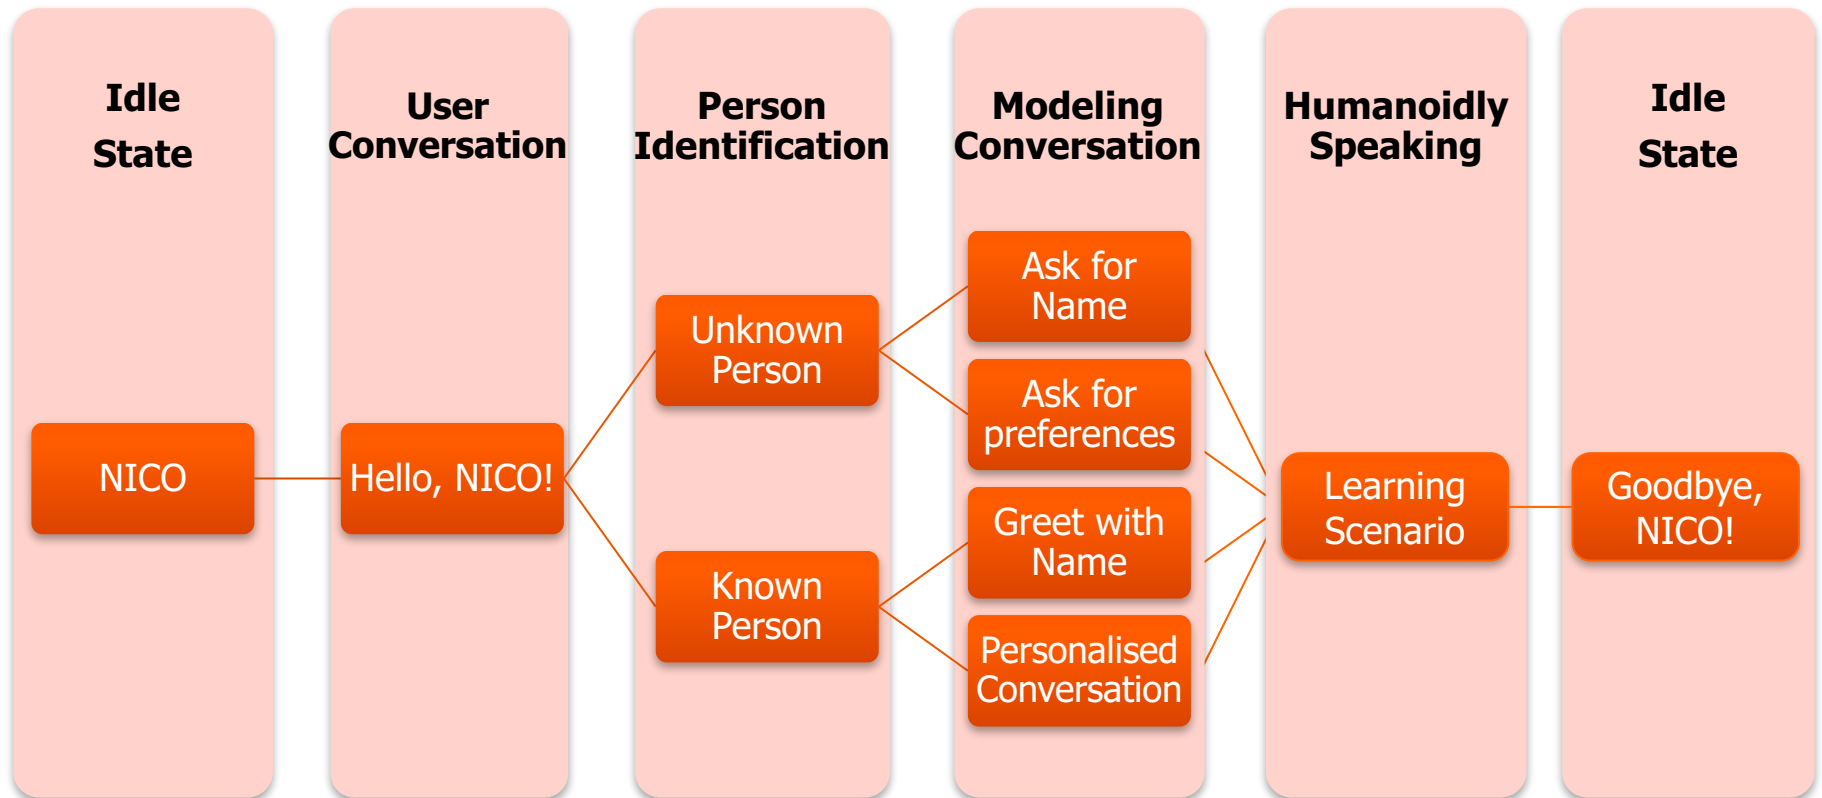 Idle
State
User
Conversation
Person
Identification
Modeling
Conversation
Humanoidly
Speaking
Idle
State
NICO
Hello, NICO!
Unknown
Person
Known
Person
Ask for
Name
Ask for
preferences
Greet with
Name
Personalised
Conversation
Learning
Scenario
Goodbye,
NICO!